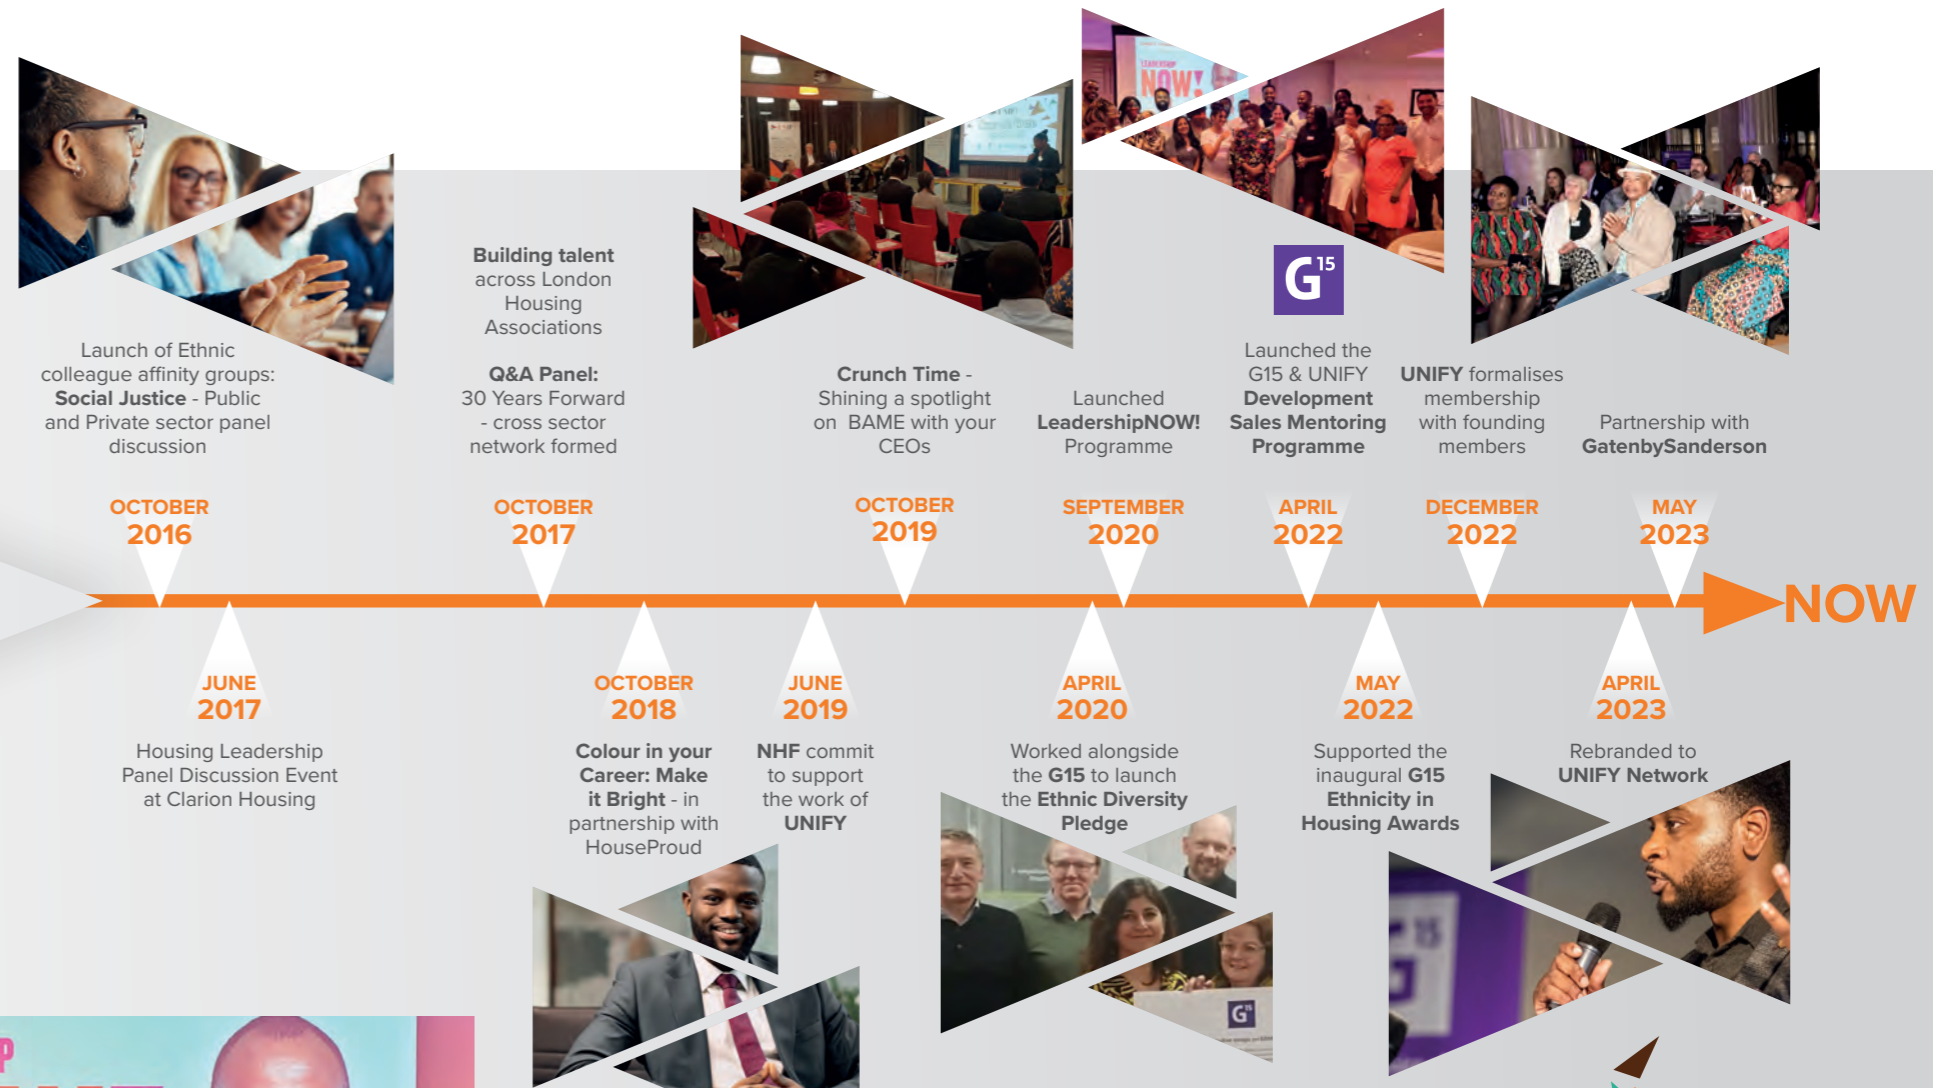 LEADERSHIP
NOW!
G15
Launch of Ethnic
colleague affinity groups:
Social Justice - Public
and Private sector panel
discussion
OCTOBER
2016
Building talent
across London
Housing
Associations
Q&A Panel:
30 Years Forward
- cross sector
network formed
OCTOBER
2017
Crunch Time -
Shining a spotlight
on BAME with your
CEOs
OCTOBER
2019
Launched
LeadershipNOW!
Programme
SEPTEMBER
2020
Launched the
G15 & UNIFY
Development
Sales Mentoring
Programme
APRIL
2022
UNIFY formalises
membership
with founding
members
DECEMBER
2022
Partnership with
GatenbySanderson
MAY
2023
NOW
JUNE
2017
Housing Leadership
Panel Discussion Event
at Clarion Housing
OCTOBER
2018
Colour in your
Career: Make
it Bright - in
partnership with
HouseProud
JUNE
2019
NHF commit
to support
the work of
UNIFY
APRIL
2020
Worked alongside
the G15 to launch
the Ethnic Diversity
Pledge
MAY
2022
Supported the
inaugural G15
Ethnicity in
Housing Awards
APRIL
2023
Rebranded to
UNIFY Network
G15
G
15
P